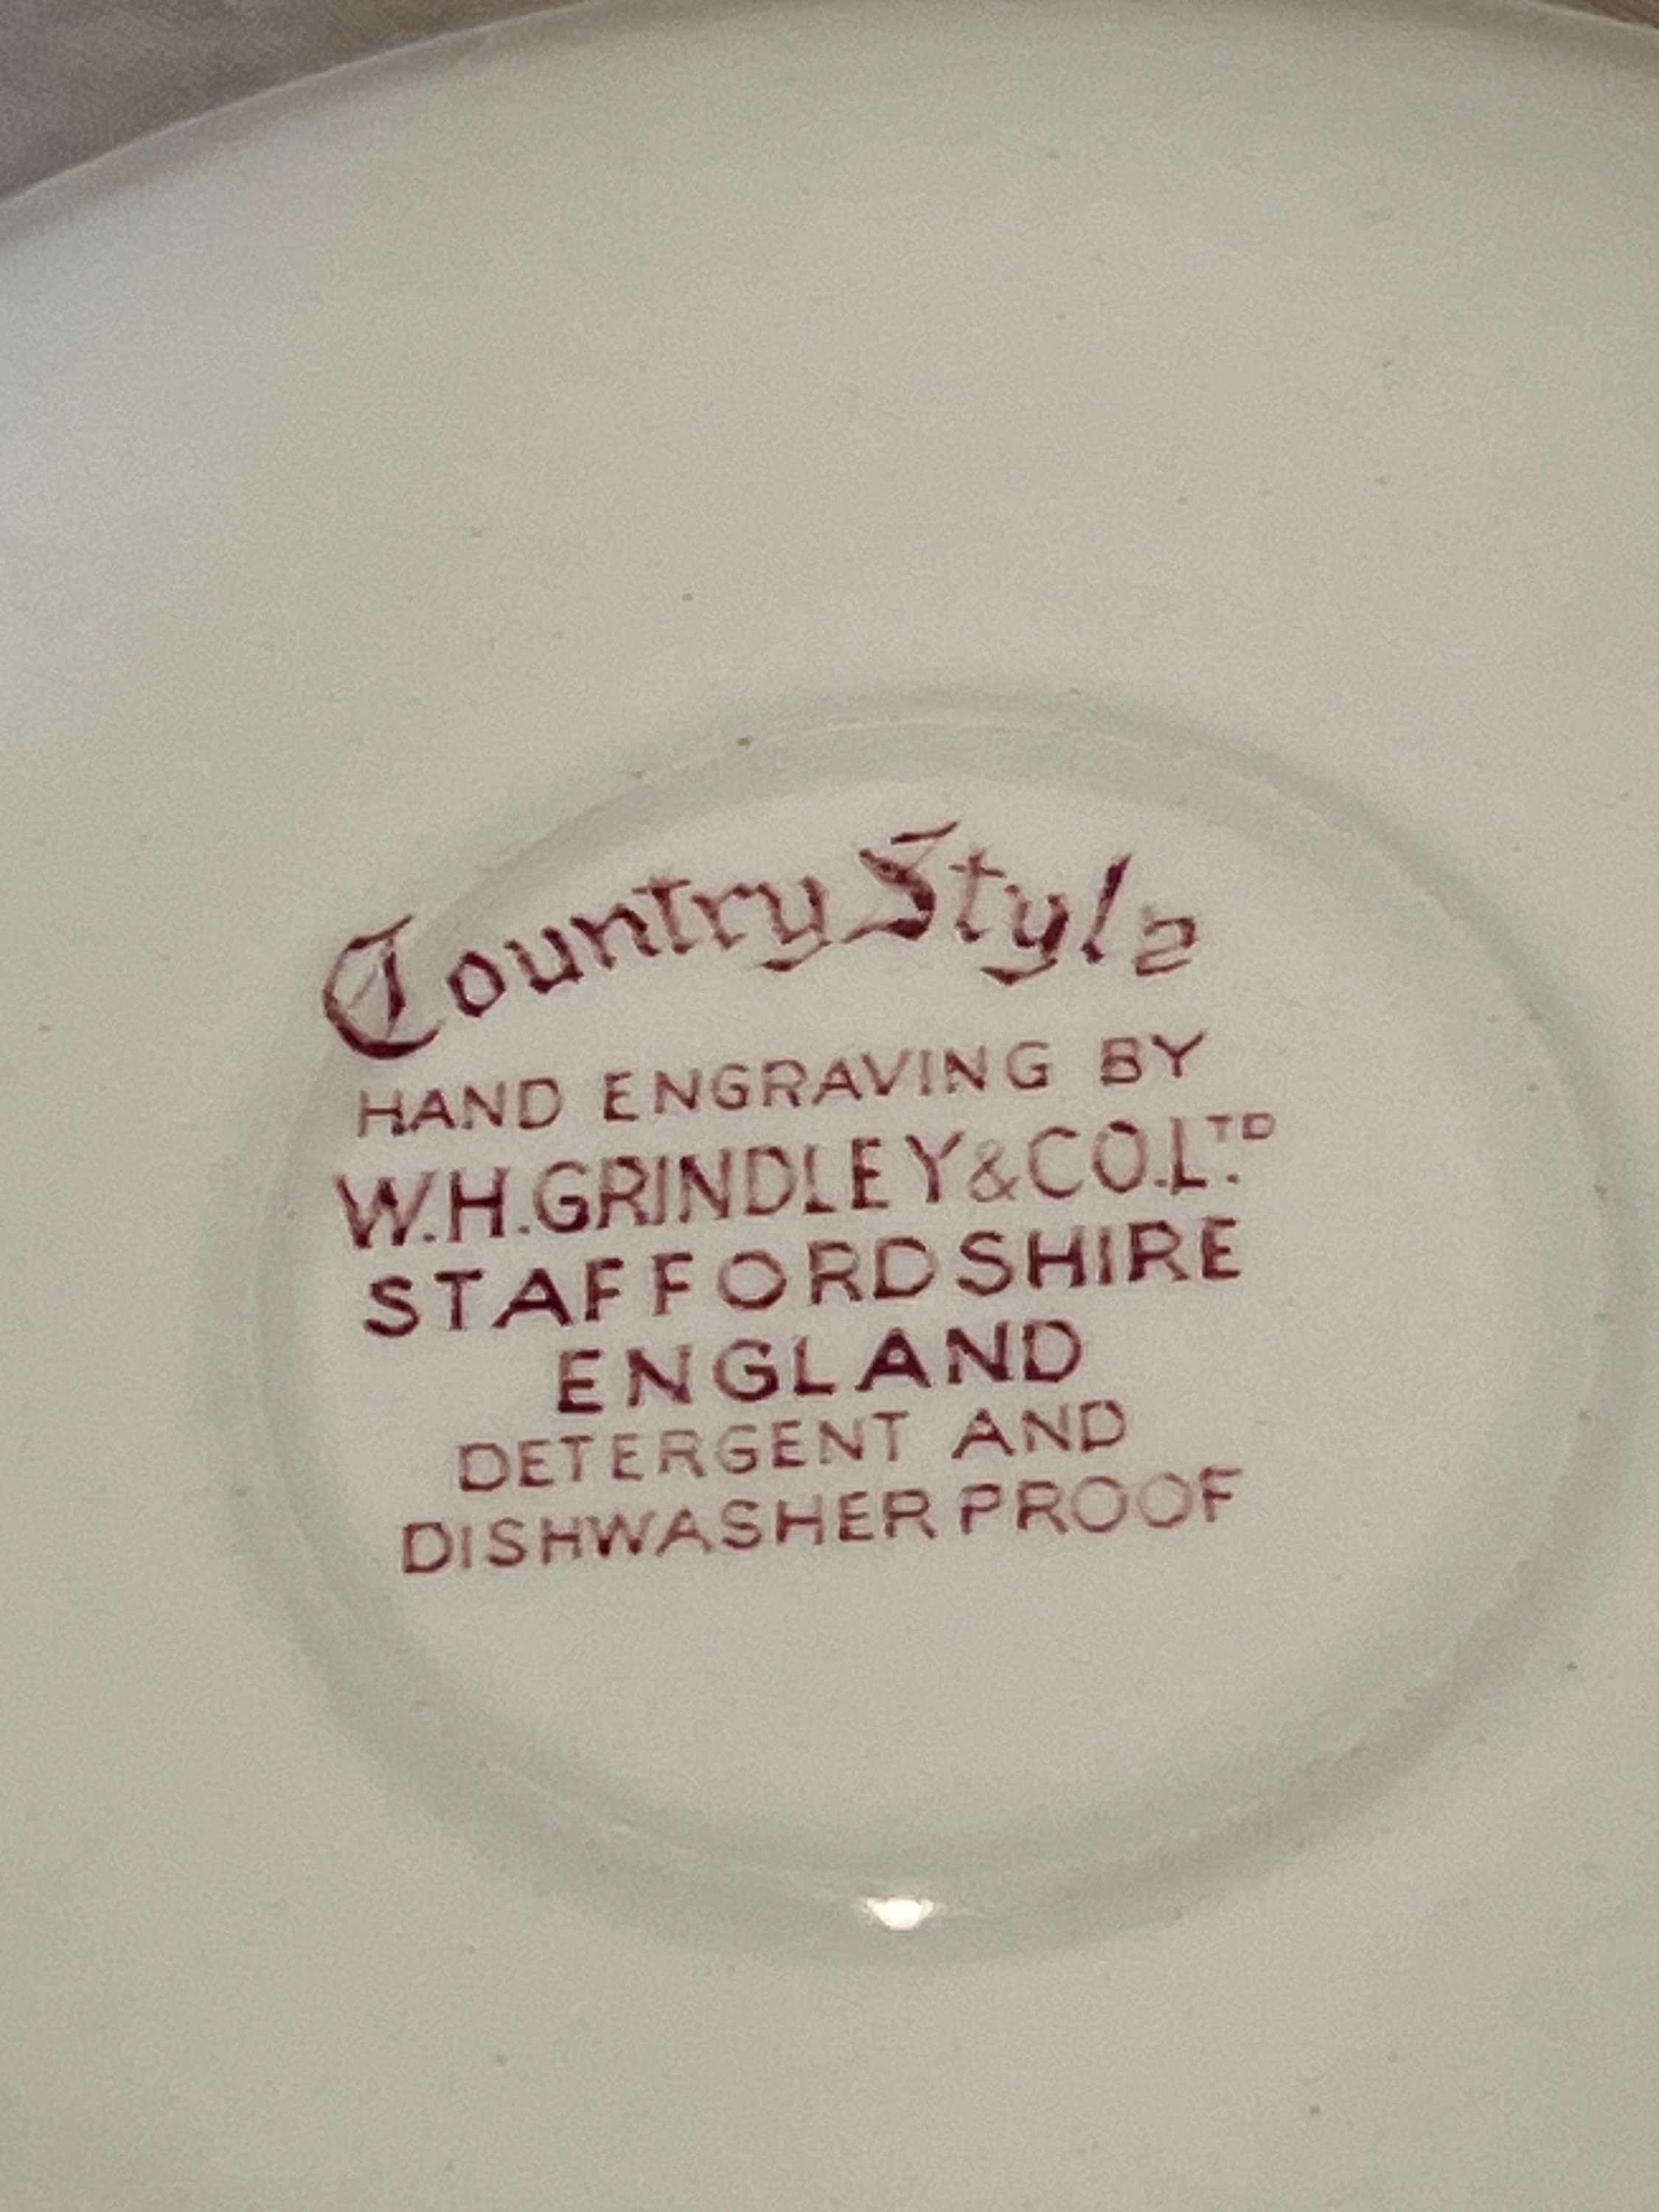 Country Style
HAND ENGRAVING BY
W.H.GRINDLEY&CO.LTD.
STAFFORDSHIRE
ENGLAND
DETERGENT AND
DISHWASHER PROOF